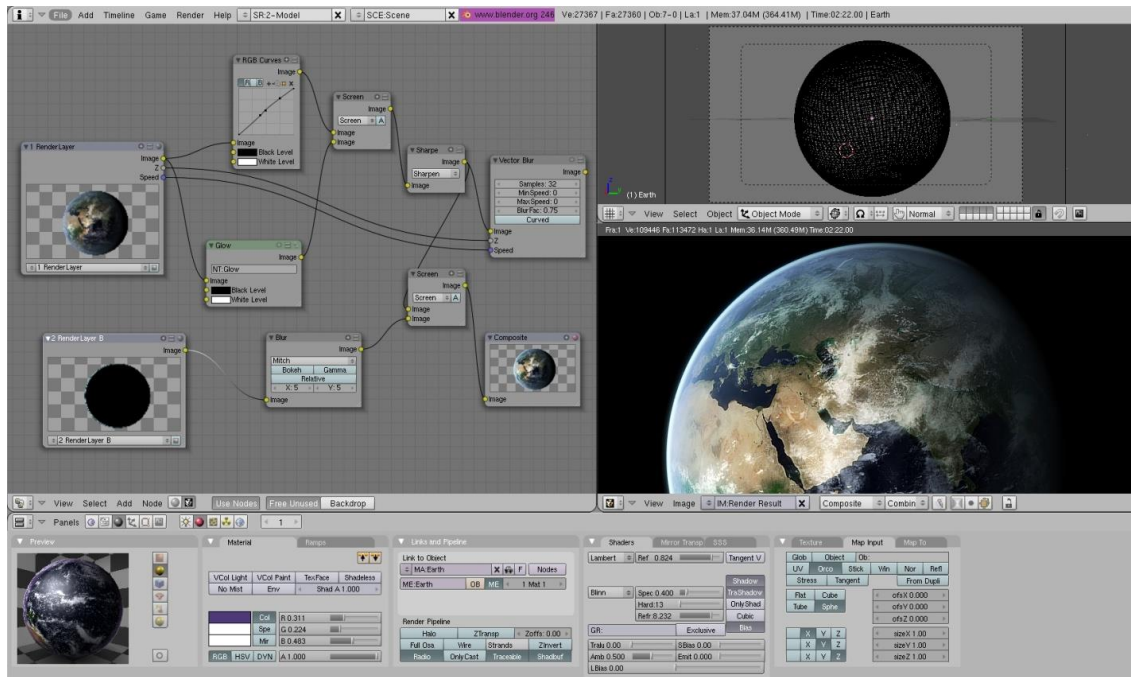 File Add Timeline Game Render Help SR:2-Model X SCE:Scene X www.blender.org 246 Ve:27367 | Fa:27360 | Ob:7-0 | La:1 | Mem:37.04M (364.41M) | Time:02:22.00 | Earth
RGB Curves
Image
Image
Black Level
White Level
Screen
Image
Screen A
Image
Image
1 RenderLayer
Image
Z
Speed
1 RenderLayer
Sharpe
Image
Sharpen
Image
Vector Blur
Image
Samples: 32
MinSpeed: 0
MaxSpeed: 0
BlurFac: 0.75
Curved
Image
Z
Speed
Glow
Image
NT:Glow
Image
Black Level
White Level
Screen
Image
Screen A
Image
Image
2 RenderLayer B
Image
2 RenderLayer B
Blur
Image
Mitch
Bokeh Gamma
Relative
X: 5 Y: 5
Image
Composite
Image
View Select Add Node Use Nodes Free Unused Backdrop
(1) Earth
View Select Object Object Mode Normal
Fra:1 Ve:109446 Fa:113472 Ha:1 La:1 Mem:36.14M (360.49M) Time:02:22.00
View Image IM:Render Result X Composite Combin
Panels 1
Preview
Material Ramps
VCol Light VCol Paint TexFace Shadeless
No Mist Env Shad A 1.000
Col R 0.311
Spe G 0.224
Mir B 0.483
RGB HSV DYN A 1.000
Links and Pipeline
Link to Object
MA:Earth X F Nodes
ME:Earth OB ME 1 Mat 1
Render Pipeline
Halo ZTransp Zoffs: 0.00
Full Osa Wire Strands ZInvert
Radio OnlyCast Traceable Shadbuf
Shaders Mirror Transp SSS
Lambert Ref 0.824 Tangent V
Shadow
Blinn Spec 0.400 TraShadow
Hard:13 OnlyShad
Refr:8.232 Cubic
GR: Exclusive Bias
Tralu 0.00 SBias 0.00
Amb 0.500 Emit 0.000
LBias 0.00
Texture Map Input Map To
Glob Object Ob:
UV Orco Stick Win Nor Refl
Stress Tangent From Dupli
Flat Cube ofsX 0.000
Tube Sphe ofsY 0.000
ofsZ 0.000
X Y Z sizeX 1.00
X Y Z sizeY 1.00
X Y Z sizeZ 1.00